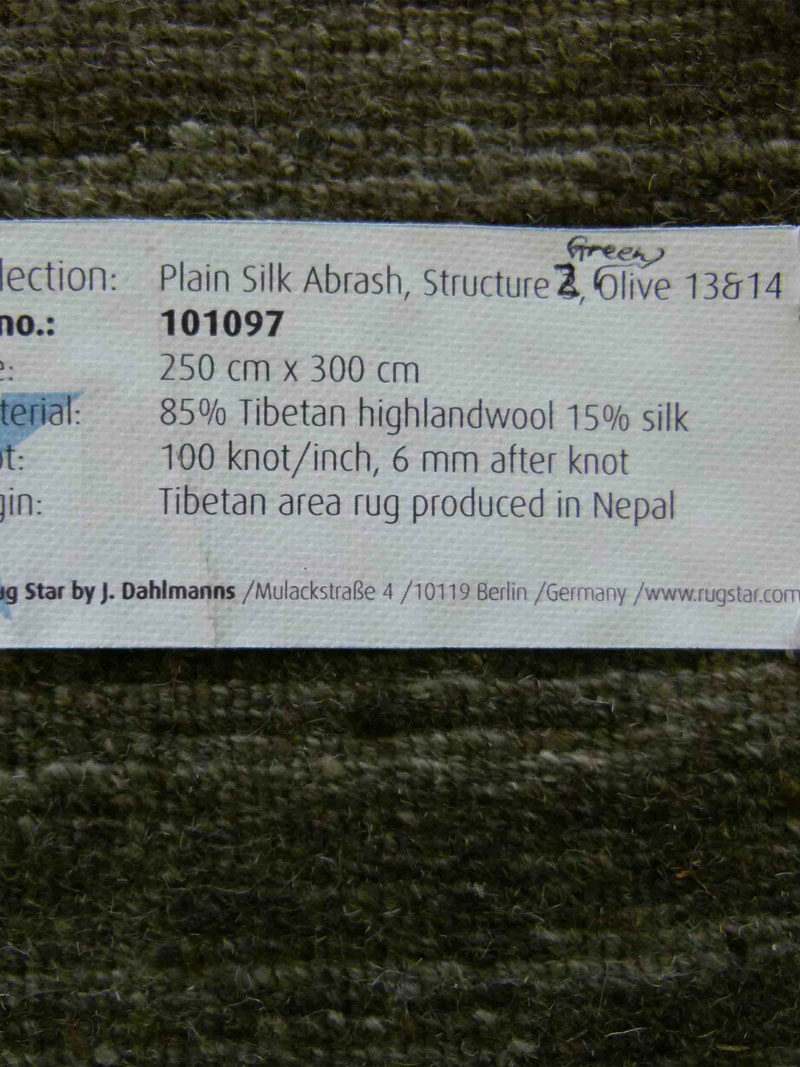 Green
lection: Plain Silk Abrash, Structure 2, Olive 13&14
no.: 101097
e: 250 cm x 300 cm
terial: 85% Tibetan highlandwool 15% silk
t: 100 knot/inch, 6 mm after knot
gin: Tibetan area rug produced in Nepal
ug Star by J. Dahlmanns /Mulackstraße 4 /10119 Berlin /Germany /www.rugstar.com